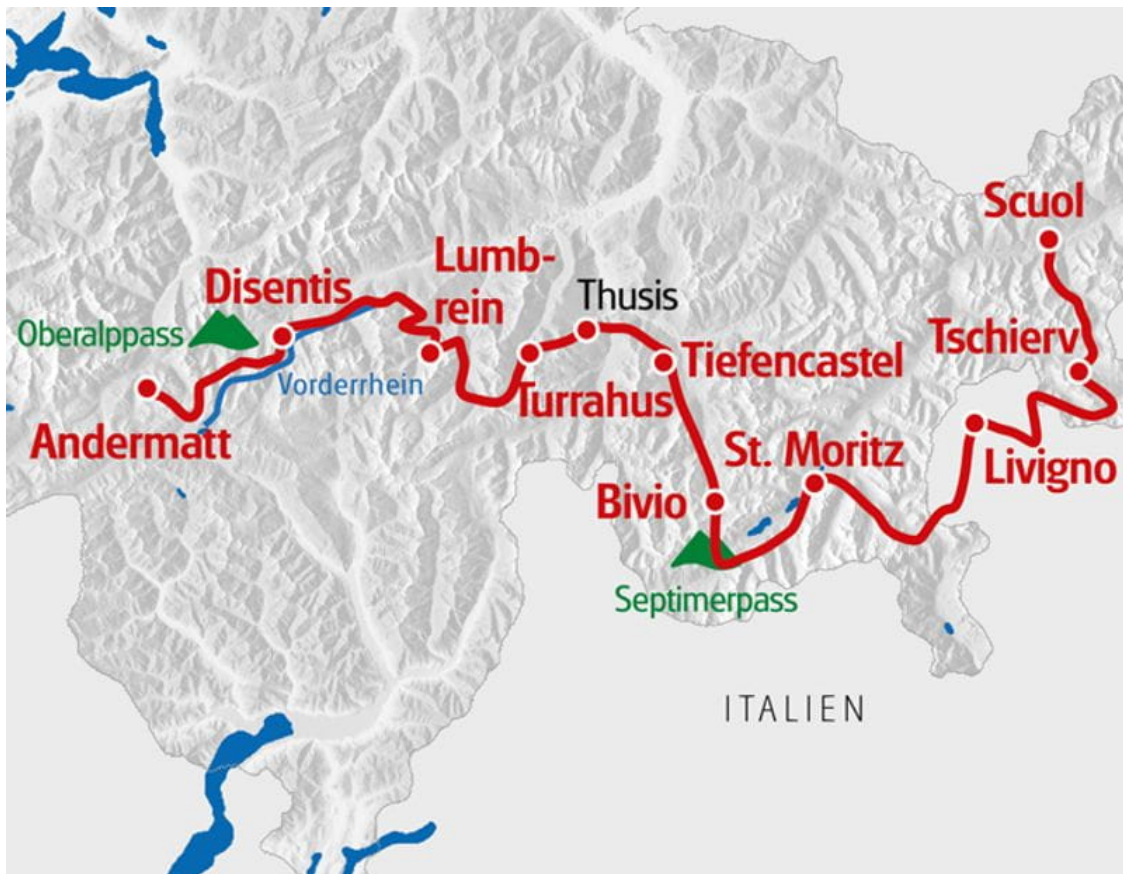 Scuol
Lumb-
rein
Disentis
Thusis
Oberalppass
Tschierv
Tiefencastel
Vorderrhein
Turrahus
Andermatt
St. Moritz
Livigno
Bivio
Septimerpass
ITALIEN